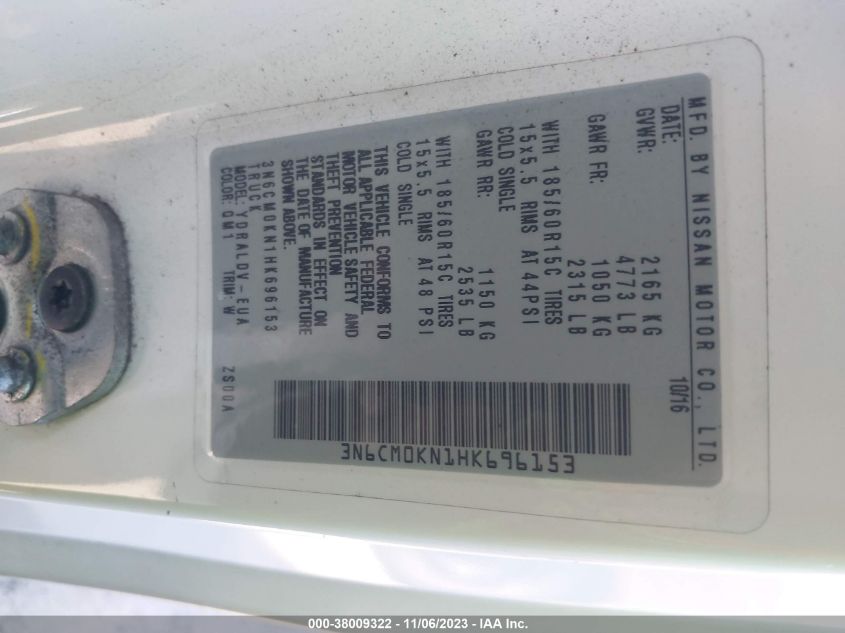 MFD. BY NISSAN MOTOR CO., LTD.
DATE: 10/16
GVWR: 2165 KG
4773 LB
GAWR FR: 1050 KG
2315 LB
WITH 185/60R15C TIRES
15x5.5 RIMS AT 44PSI
COLD SINGLE
GAWR RR: 1150 KG
2535 LB
WITH 185/60R15C TIRES
15x5.5 RIMS AT 48 PSI
COLD SINGLE
THIS VEHICLE CONFORMS TO
ALL APPLICABLE FEDERAL
MOTOR VEHICLE SAFETY AND
THEFT PREVENTION
STANDARDS IN EFFECT ON
THE DATE OF MANUFACTURE
SHOWN ABOVE.
3N6CM0KN1HK696153
TRUCK
MODEL: YDRALDV-EUA
COLOR: QM1 TRIM: W ZS00A
3N6CM0KN1HK696153
000-38009322 - 11/06/2023 - IAAI Inc.